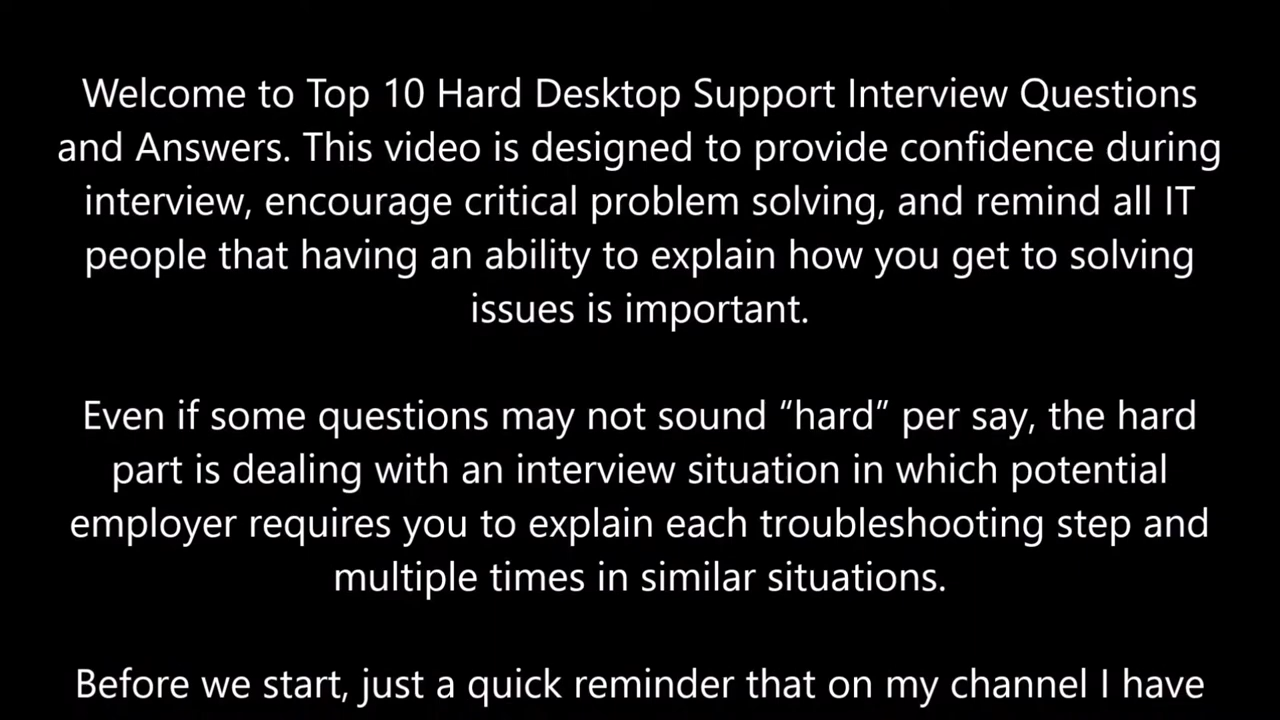 Welcome to Top 10 Hard Desktop Support Interview Questions
and Answers. This video is designed to provide confidence during
interview, encourage critical problem solving, and remind all IT
people that having an ability to explain how you get to solving
issues is important.
Even if some questions may not sound “hard” per say, the hard
part is dealing with an interview situation in which potential
employer requires you to explain each troubleshooting step and
multiple times in similar situations.
Before we start, just a quick reminder that on my channel I have